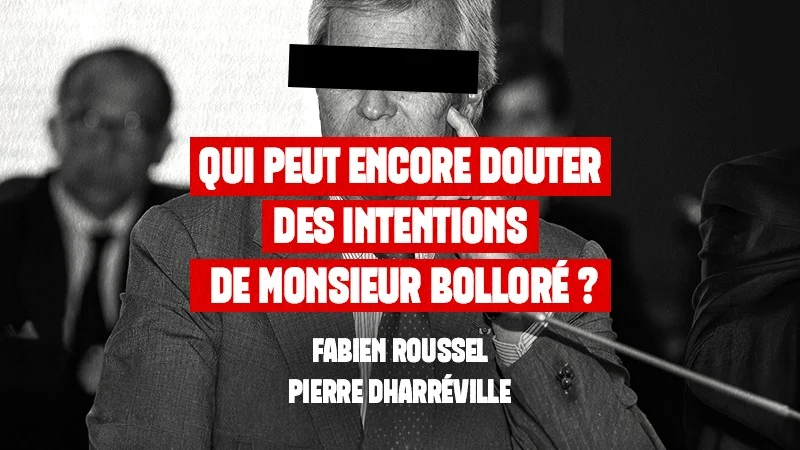 QUI PEUT ENCORE DOUTER
DES INTENTIONS
DE MONSIEUR BOLLORÉ ?
FABIEN ROUSSEL
PIERRE DHARRÉVILLE